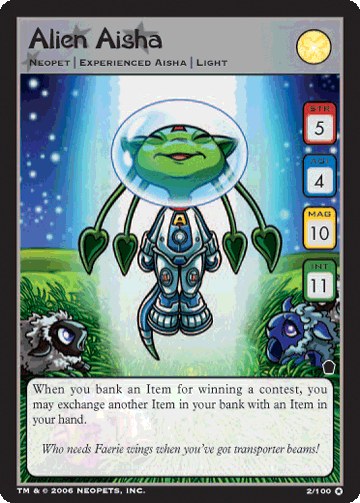 Alien Aisha
Neopet | Experienced Aisha | Light
STR
5
AGI
4
MAG
10
INT
11
A
When you bank an Item for winning a contest, you
may exchange another Item in your bank with an Item in
your hand.
Who needs Faerie wings when you've got transporter beams!
TM & © 2006 NEOPETS, INC.
2/100